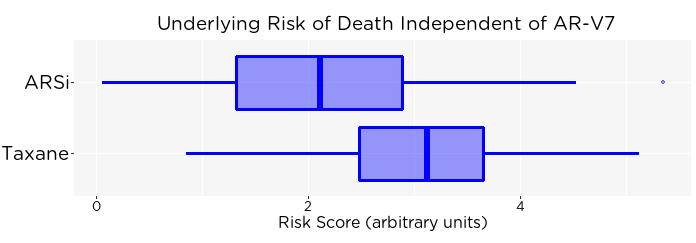 Underlying Risk of Death Independent of AR-V7
ARSi
Taxane
0 2 4
Risk Score (arbitrary units)